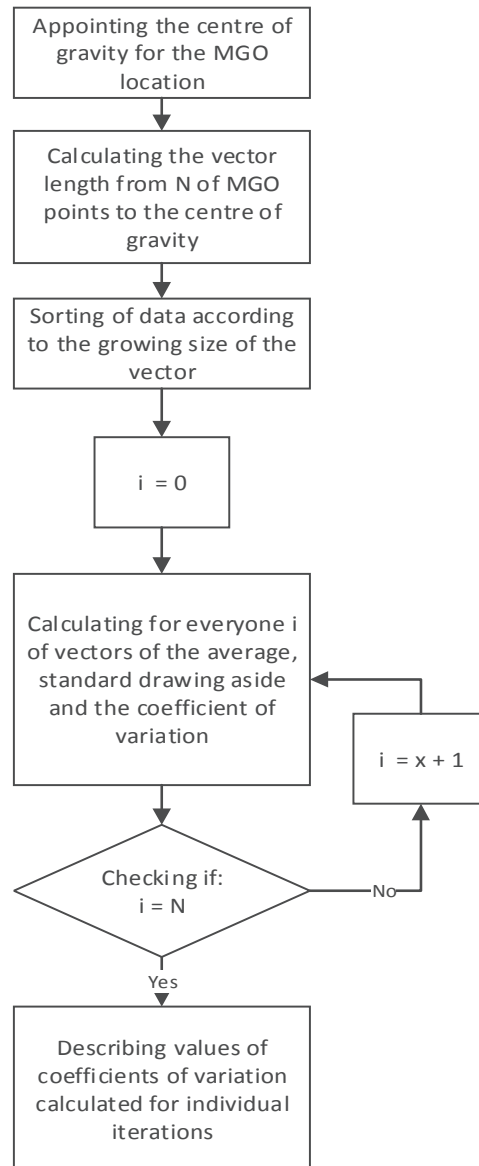 Appointing the centre of
gravity for the MGO
location
Calculating the vector
length from N of MGO
points to the centre of
gravity
Sorting of data according
to the growing size of the
vector
i = 0
Calculating for everyone i
of vectors of the average,
standard drawing aside
and the coefficient of
variation
i = x + 1
Checking if:
i = N
No
Yes
Describing values of
coefficients of variation
calculated for individual
iterations